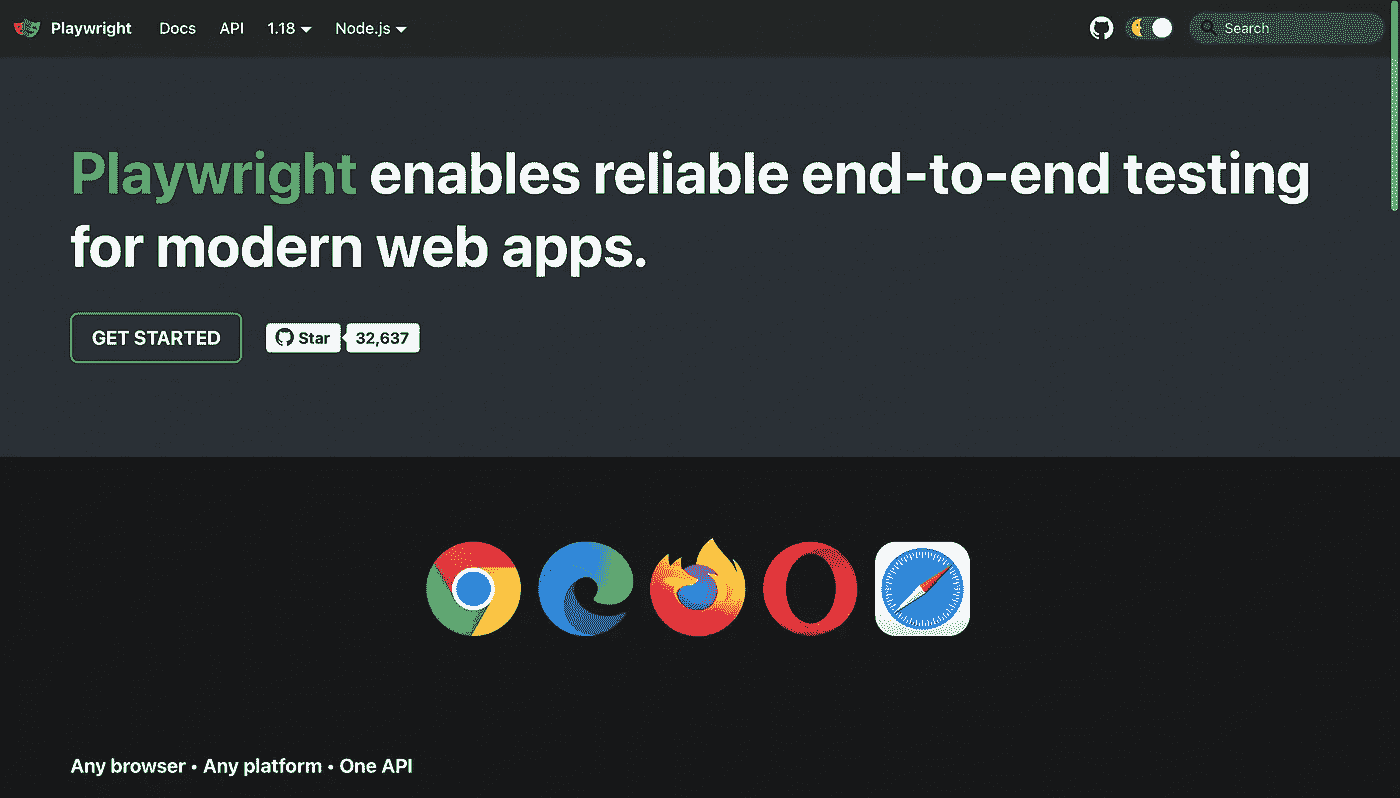 Playwright Docs API 1.18 Node.js Search
Playwright enables reliable end-to-end testing
for modern web apps.
GET STARTED Star 32,637
Any browser • Any platform • One API